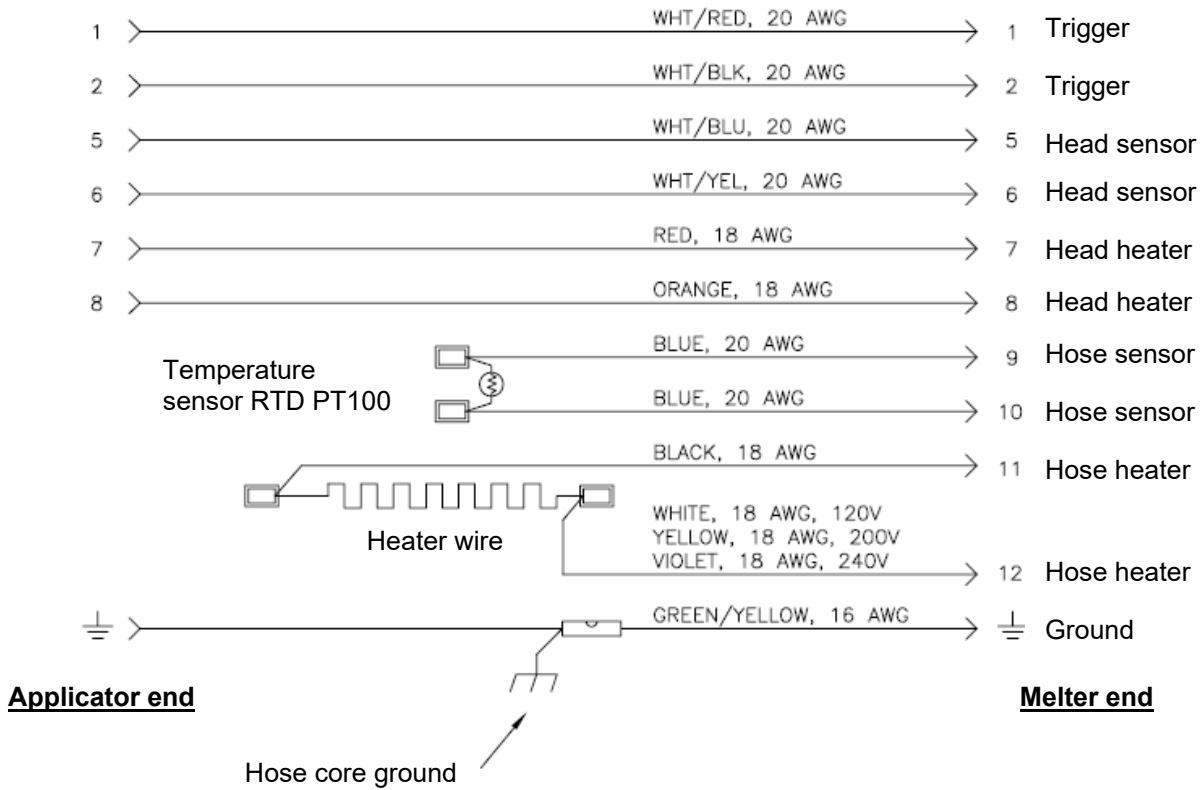 1 WHT/RED, 20 AWG 1 Trigger
2 WHT/BLK, 20 AWG 2 Trigger
5 WHT/BLU, 20 AWG 5 Head sensor
6 WHT/YEL, 20 AWG 6 Head sensor
7 RED, 18 AWG 7 Head heater
8 ORANGE, 18 AWG 8 Head heater
BLUE, 20 AWG 9 Hose sensor
Temperature
sensor RTD PT100
BLUE, 20 AWG 10 Hose sensor
BLACK, 18 AWG 11 Hose heater
Heater wire
WHITE, 18 AWG, 120V
YELLOW, 18 AWG, 200V
VIOLET, 18 AWG, 240V
12 Hose heater
GREEN/YELLOW, 16 AWG Ground
Applicator end Melter end
Hose core ground